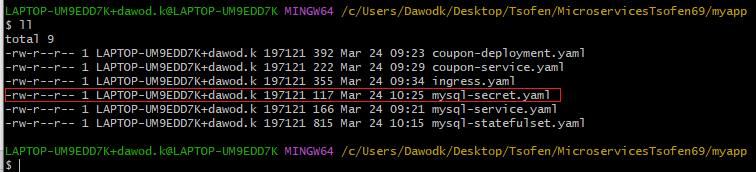 LAPTOP-UM9EDD7K+dawod.k@LAPTOP-UM9EDD7K MINGW64 /c/Users/Dawodk/Desktop/Tsofen/MicroservicesTsofen69/myapp
$ ll
total 9
-rw-r--r-- 1 LAPTOP-UM9EDD7K+dawod.k 197121 392 Mar 24 09:23 coupon-deployment.yaml
-rw-r--r-- 1 LAPTOP-UM9EDD7K+dawod.k 197121 222 Mar 24 09:29 coupon-service.yaml
-rw-r--r-- 1 LAPTOP-UM9EDD7K+dawod.k 197121 355 Mar 24 09:34 ingress.yaml
-rw-r--r-- 1 LAPTOP-UM9EDD7K+dawod.k 197121 117 Mar 24 10:25 mysql-secret.yaml
-rw-r--r-- 1 LAPTOP-UM9EDD7K+dawod.k 197121 166 Mar 24 09:21 mysql-service.yaml
-rw-r--r-- 1 LAPTOP-UM9EDD7K+dawod.k 197121 815 Mar 24 10:15 mysql-statefulset.yaml
LAPTOP-UM9EDD7K+dawod.k@LAPTOP-UM9EDD7K MINGW64 /c/Users/Dawodk/Desktop/Tsofen/MicroservicesTsofen69/myapp
$